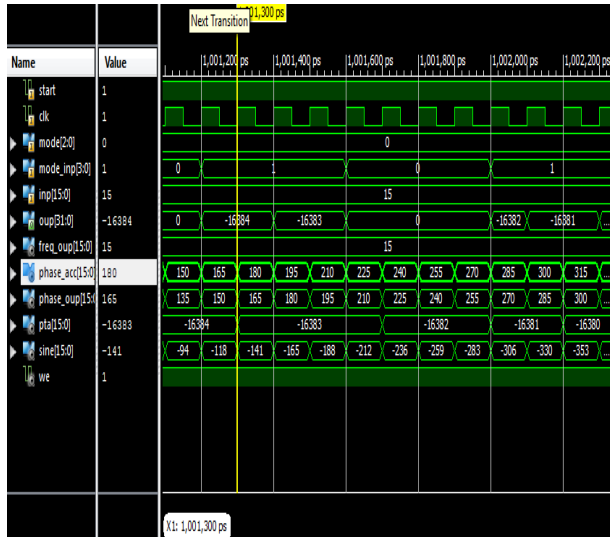 Next Transition 01,300 ps
Name Value 1,001,200 ps 1,001,400 ps 1,001,600 ps 1,001,800 ps 1,002,000 ps 1,002,200 ps
start 1
clk 1
mode[2:0] 0 0
mode_inp[3:0] 1 0 1 0 1
inp[15:0] 15 15
oup[31:0] -16384 0 -16384 -16383 0 -16382 -16381 ...
freq_oup[15:0] 15 15
phase_acc[15:0] 180 150 165 180 195 210 225 240 255 270 285 300 315 ...
phase_oup[15:0 165 135 150 165 180 195 210 225 240 255 270 285 300 ...
pta[15:0] -16383 -16384 -16383 -16382 -16381 -16380
sine[15:0] -141 -94 -118 -141 -165 -188 -212 -236 -259 -283 -306 -330 -353 ...
we 1
X1: 1,001,300 ps